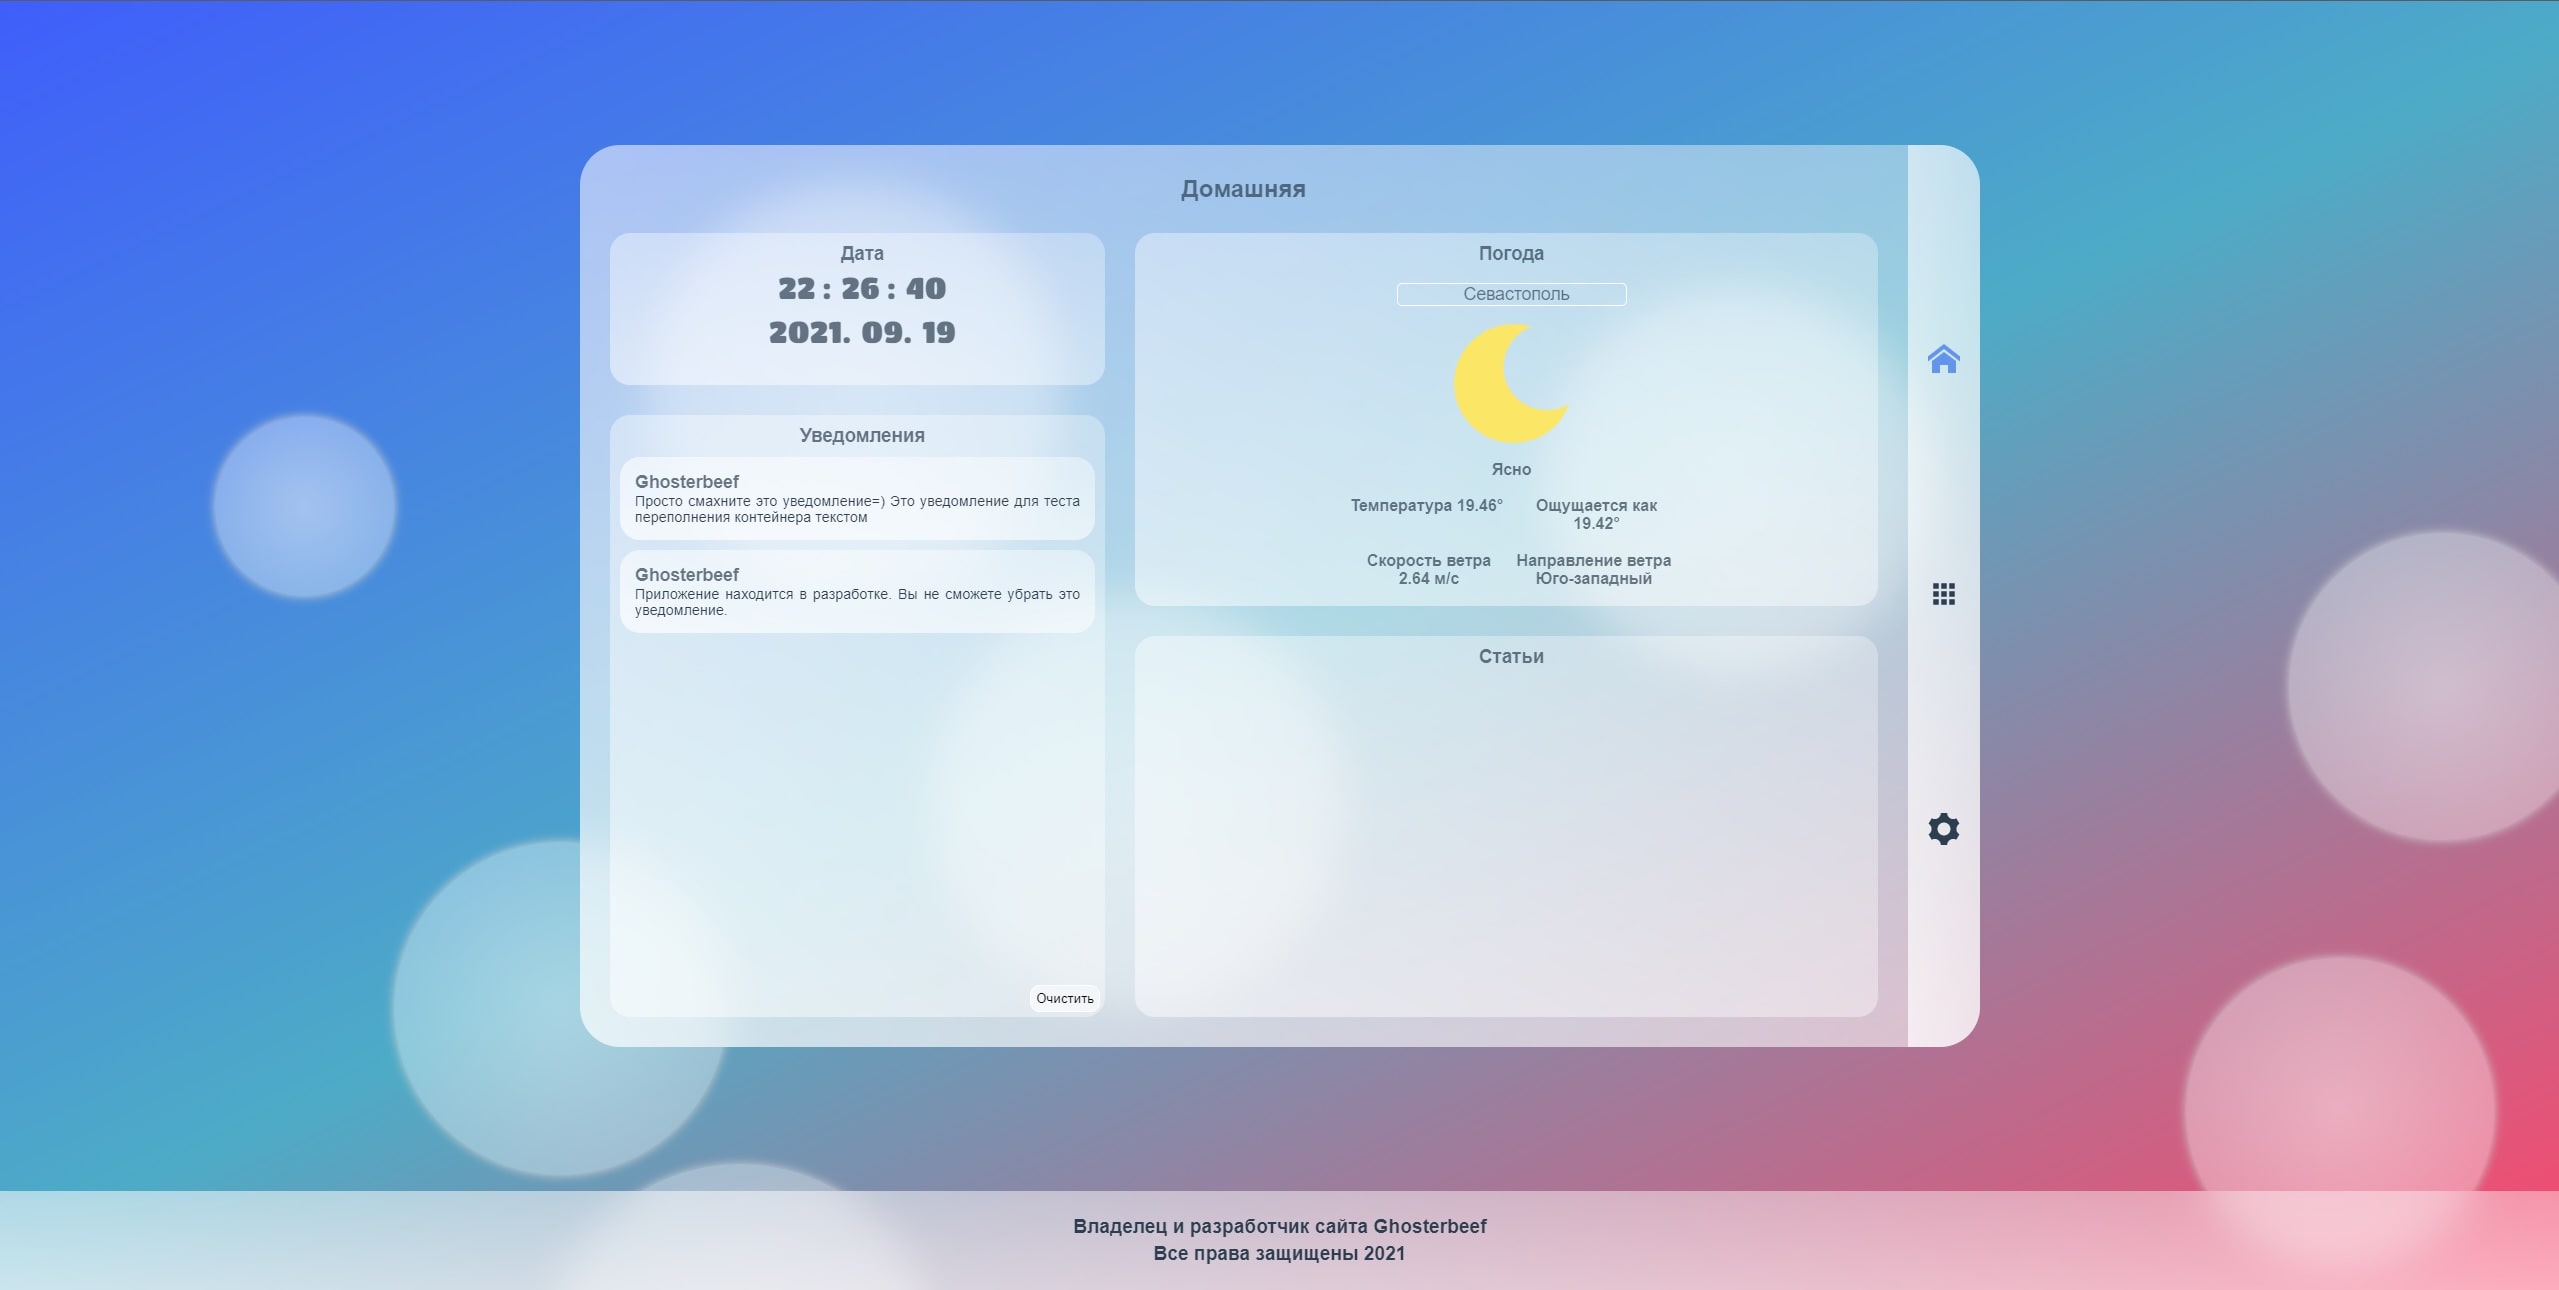 Домашняя
Дата
22 : 26 : 40
2021. 09. 19
Уведомления
Ghosterbeef
Просто смахните это уведомление=) Это уведомление для теста
переполнения контейнера текстом
Ghosterbeef
Приложение находится в разработке. Вы не сможете убрать это
уведомление.
Очистить
Погода
Севастополь
Ясно
Температура 19.46°
Ощущается как
19.42°
Скорость ветра
2.64 м/с
Направление ветра
Юго-западный
Статьи
Владелец и разработчик сайта Ghosterbeef
Все права защищены 2021